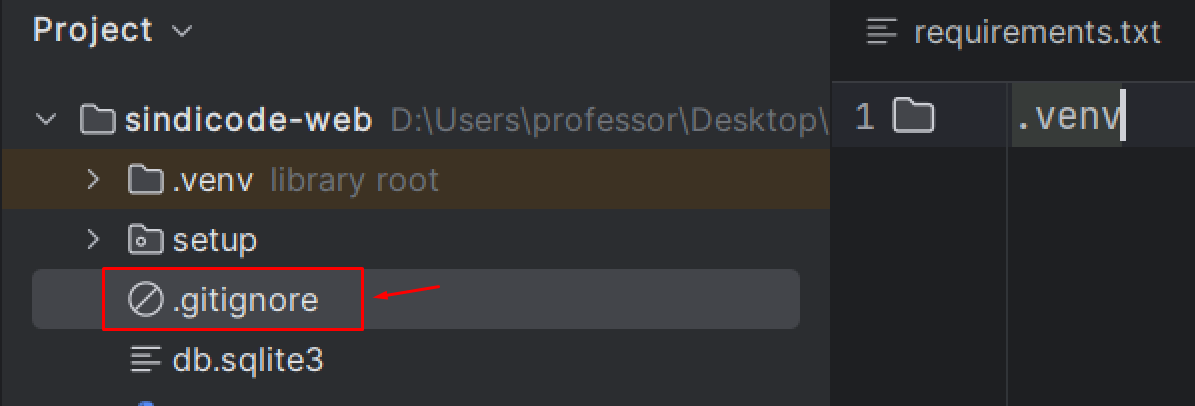 Project
requirements.txt
sindicode-web D:\Users\professor\Desktop\
1 .venv
.venv library root
setup
.gitignore
db.sqlite3